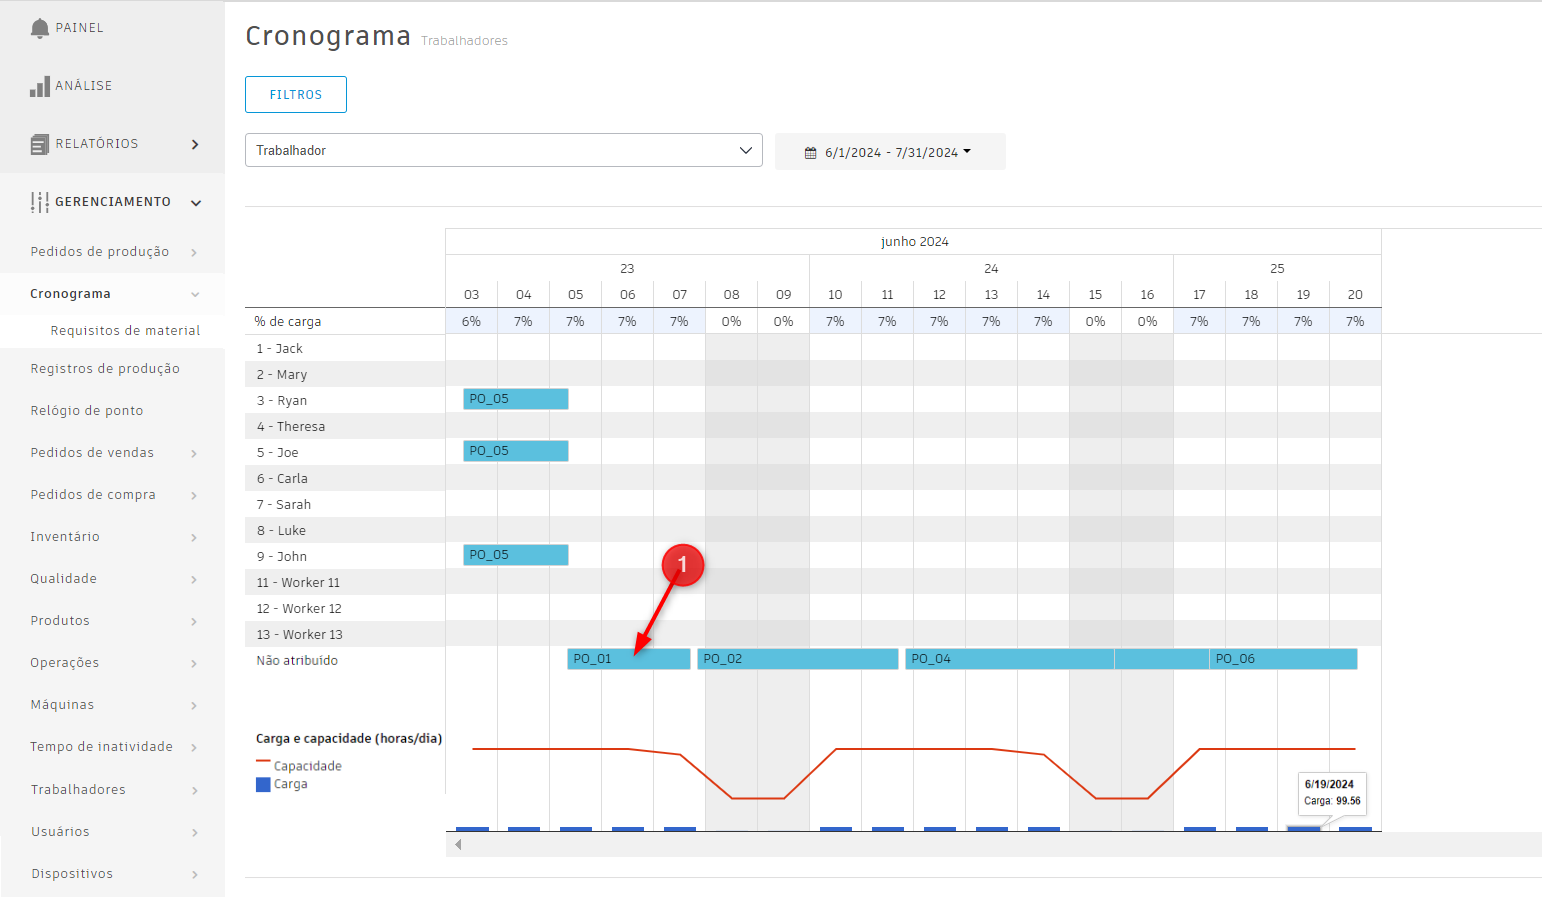 PAINEL
ANÁLISE
RELATÓRIOS
GERENCIAMENTO
Pedidos de produção
Cronograma
Requisitos de material
Registros de produção
Relógio de ponto
Pedidos de vendas
Pedidos de compra
Inventário
Qualidade
Produtos
Operações
Máquinas
Tempo de inatividade
Trabalhadores
Usuários
Dispositivos
Cronograma Trabalhadores
FILTROS
Trabalhador
6/1/2024 - 7/31/2024
junho 2024
23 24 25
03 04 05 06 07 08 09 10 11 12 13 14 15 16 17 18 19 20
% de carga 6% 7% 7% 7% 7% 0% 0% 7% 7% 7% 7% 7% 0% 0% 7% 7% 7% 7%
1 - Jack
2 - Mary
3 - Ryan PO_05
4 - Theresa
5 - Joe PO_05
6 - Carla
7 - Sarah
8 - Luke
9 - John PO_05
1
11 - Worker 11
12 - Worker 12
13 - Worker 13
Não atribuído PO_01 PO_02 PO_04 PO_06
Carga e capacidade (horas/dia)
Capacidade
Carga
6/19/2024
Carga: 99.56